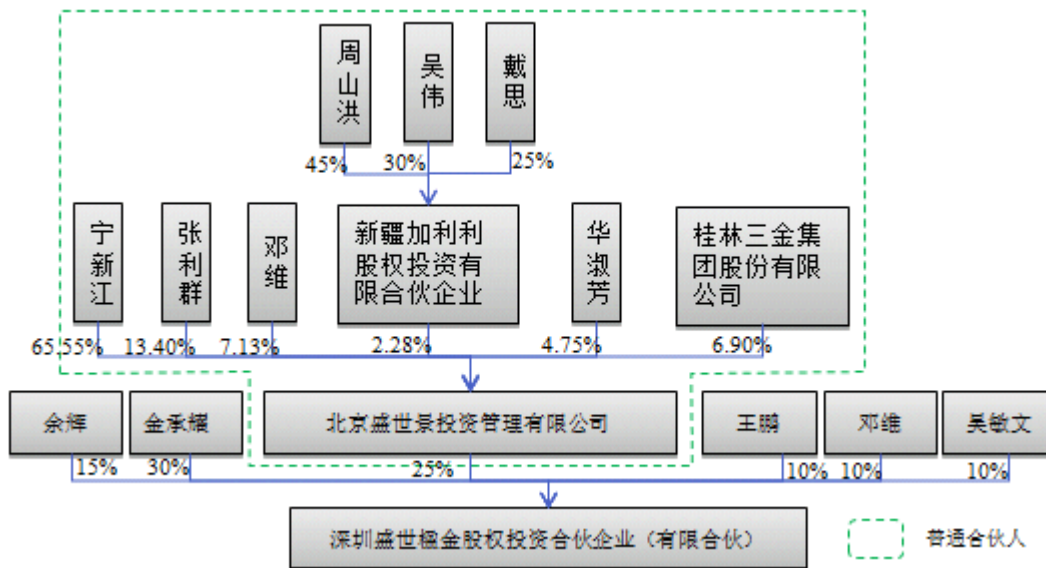 周山洪
吴伟
戴思
45%
30%
25%
宁新江
张利群
邓维
新疆加利利
股权投资有
限合伙企业
华淑芳
桂林三金集
团股份有限
公司
65.55%
13.40%
7.13%
2.28%
4.75%
6.90%
余辉
金承耀
北京盛世景投资管理有限公司
王鹏
邓维
吴敏文
15%
30%
25%
10%
10%
10%
深圳盛世楹金股权投资合伙企业（有限合伙）
普通合伙人